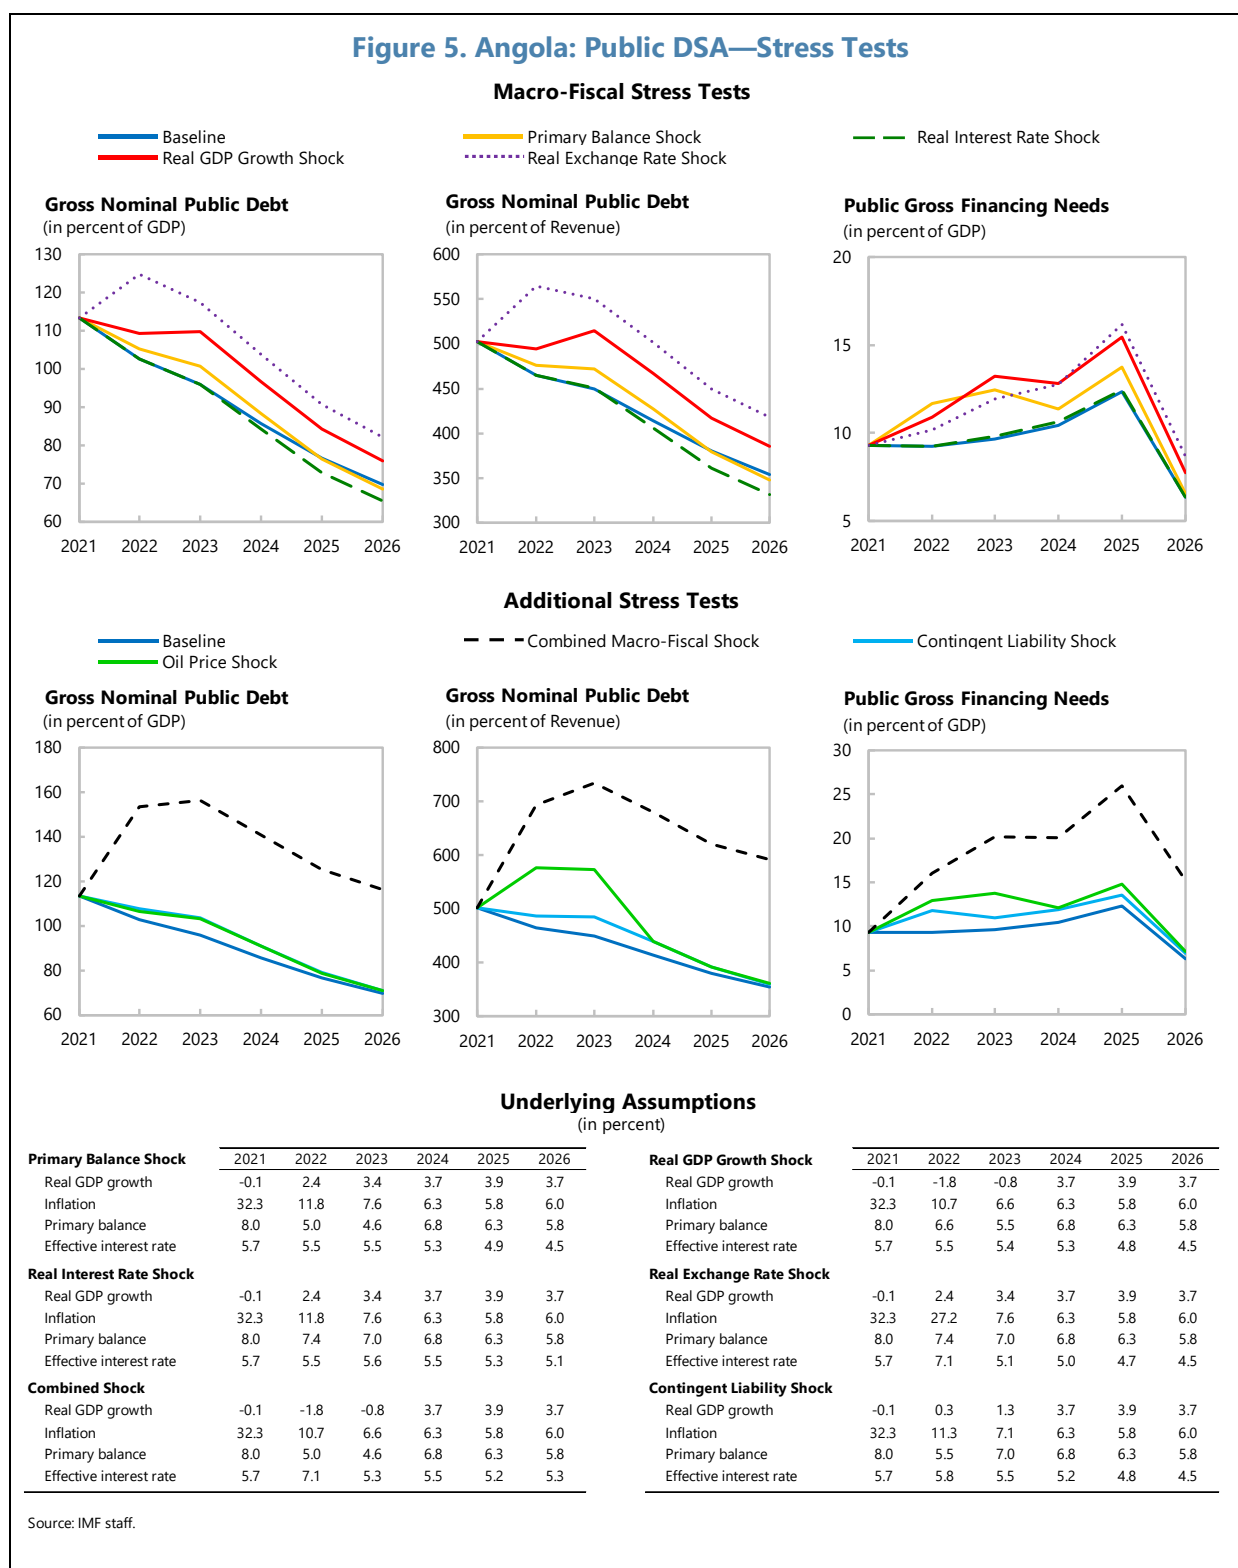 Figure 5. Angola: Public DSA—Stress Tests
Macro-Fiscal Stress Tests
Baseline
Primary Balance Shock
Real Interest Rate Shock
Real GDP Growth Shock
Real Exchange Rate Shock
Gross Nominal Public Debt
(in percent of GDP)
130
120
110
100
90
80
70
60
2021 2022 2023 2024 2025 2026
Gross Nominal Public Debt
(in percent of Revenue)
600
550
500
450
400
350
300
2021 2022 2023 2024 2025 2026
Public Gross Financing Needs
(in percent of GDP)
20
15
10
5
2021 2022 2023 2024 2025 2026
Additional Stress Tests
Baseline
Combined Macro-Fiscal Shock
Contingent Liability Shock
Oil Price Shock
Gross Nominal Public Debt
(in percent of GDP)
180
160
140
120
100
80
60
2021 2022 2023 2024 2025 2026
Gross Nominal Public Debt
(in percent of Revenue)
800
700
600
500
400
300
2021 2022 2023 2024 2025 2026
Public Gross Financing Needs
(in percent of GDP)
30
25
20
15
10
5
0
2021 2022 2023 2024 2025 2026
Underlying Assumptions
(in percent)
Primary Balance Shock 2021 2022 2023 2024 2025 2026
Real GDP growth -0.1 2.4 3.4 3.7 3.9 3.7
Inflation 32.3 11.8 7.6 6.3 5.8 6.0
Primary balance 8.0 5.0 4.6 6.8 6.3 5.8
Effective interest rate 5.7 5.5 5.5 5.3 4.9 4.5
Real Interest Rate Shock
Real GDP growth -0.1 2.4 3.4 3.7 3.9 3.7
Inflation 32.3 11.8 7.6 6.3 5.8 6.0
Primary balance 8.0 7.4 7.0 6.8 6.3 5.8
Effective interest rate 5.7 5.5 5.6 5.5 5.3 5.1
Combined Shock
Real GDP growth -0.1 -1.8 -0.8 3.7 3.9 3.7
Inflation 32.3 10.7 6.6 6.3 5.8 6.0
Primary balance 8.0 5.0 4.6 6.8 6.3 5.8
Effective interest rate 5.7 7.1 5.3 5.5 5.2 5.3
Real GDP Growth Shock 2021 2022 2023 2024 2025 2026
Real GDP growth -0.1 -1.8 -0.8 3.7 3.9 3.7
Inflation 32.3 10.7 6.6 6.3 5.8 6.0
Primary balance 8.0 6.6 5.5 6.8 6.3 5.8
Effective interest rate 5.7 5.5 5.4 5.3 4.8 4.5
Real Exchange Rate Shock
Real GDP growth -0.1 2.4 3.4 3.7 3.9 3.7
Inflation 32.3 27.2 7.6 6.3 5.8 6.0
Primary balance 8.0 7.4 7.0 6.8 6.3 5.8
Effective interest rate 5.7 7.1 5.1 5.0 4.7 4.5
Contingent Liability Shock
Real GDP growth -0.1 0.3 1.3 3.7 3.9 3.7
Inflation 32.3 11.3 7.1 6.3 5.8 6.0
Primary balance 8.0 5.5 7.0 6.8 6.3 5.8
Effective interest rate 5.7 5.8 5.5 5.2 4.8 4.5
Source: IMF staff.